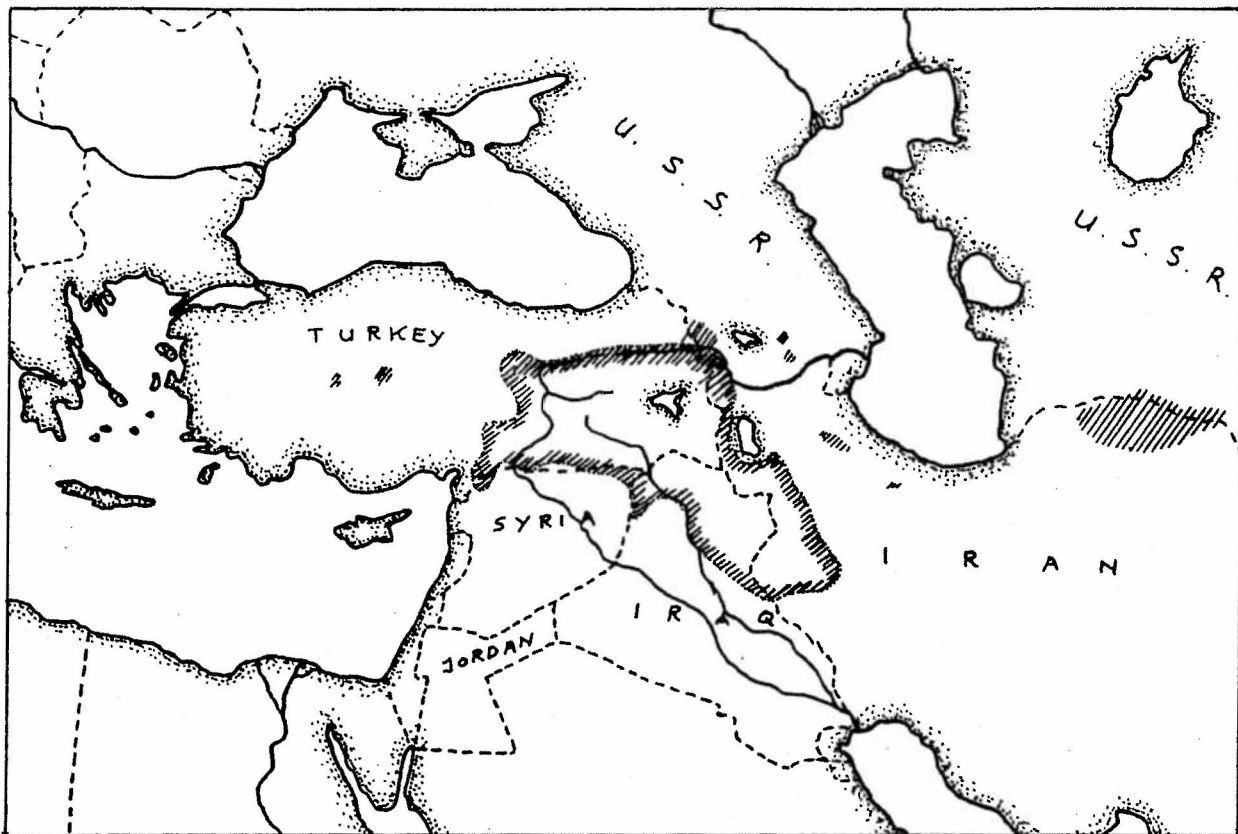 U. S. S. R.
U. S. S. R.
TURKEY
SYRIA
IRAN
IRAQ
JORDAN